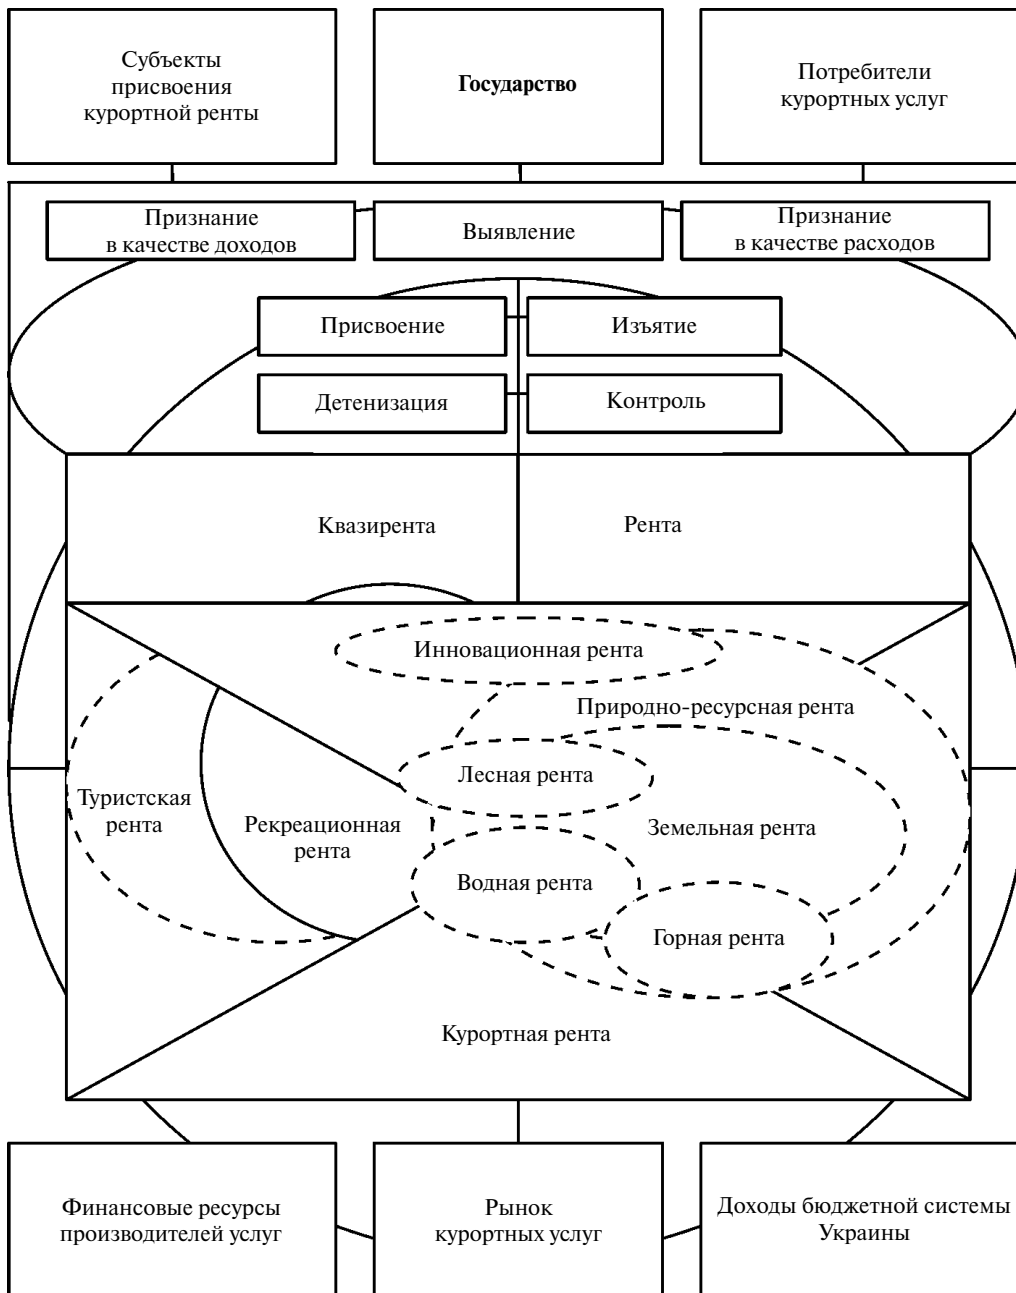 Субъекты
присвоения
курортной ренты
Государство
Потребители
курортных услуг
Признание
в качестве доходов
Выявление
Признание
в качестве расходов
Присвоение
Изъятие
Детенизация
Контроль
Квазирента
Рента
Инновационная рента
Природно-ресурсная рента
Лесная рента
Туристская
рента
Рекреационная
рента
Земельная рента
Водная рента
Горная рента
Курортная рента
Финансовые ресурсы
производителей услуг
Рынок
курортных услуг
Доходы бюджетной системы
Украины